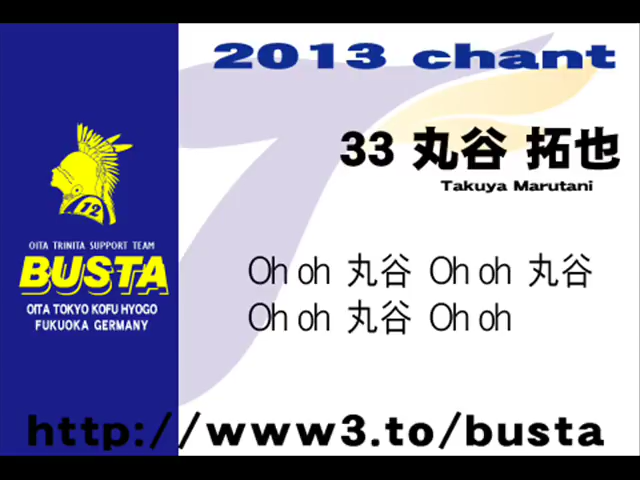 2013 chant
33 丸谷 拓也
Takuya Marutani
12
OITA TRINITA SUPPORT TEAM
BUSTA
OITA TOKYO KOFU HYOGO
FUKUOKA GERMANY
Oh oh 丸谷 Oh oh 丸谷
Oh oh 丸谷 Oh oh
http://www3.to/busta